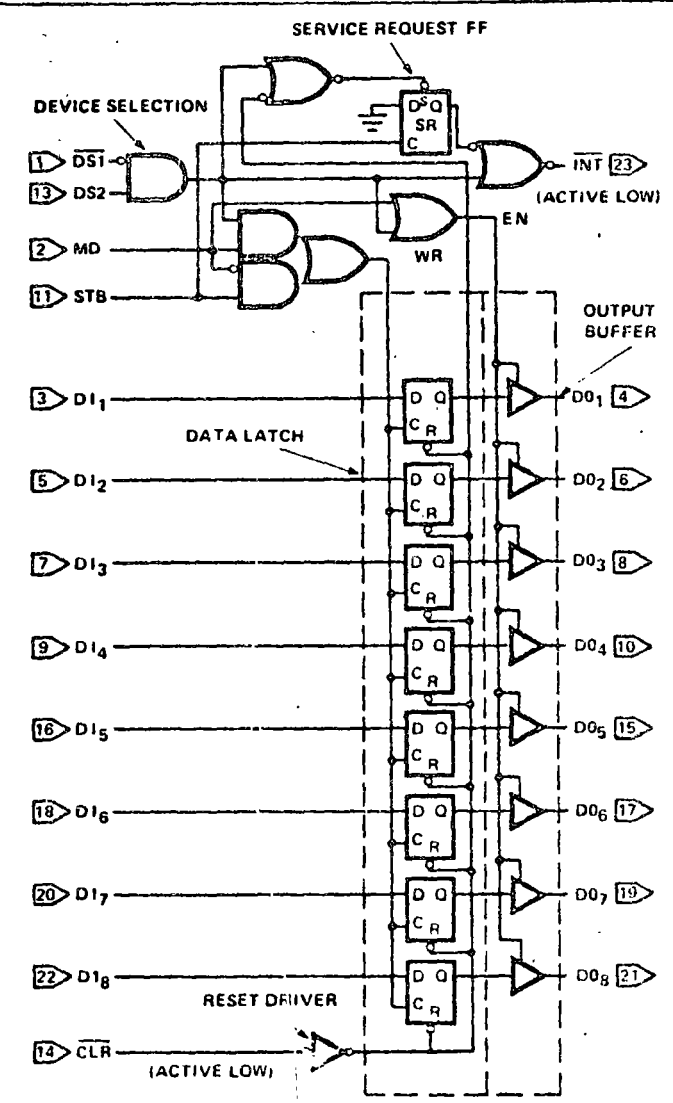 SERVICE REQUEST FF
DEVICE SELECTION
D S Q
SR
C
1 DS1
13 DS2
INT 23
(ACTIVE LOW)
EN
WR
2 MD
11 STB
OUTPUT
BUFFER
3 DI1
D Q
C R
DO1 4
DATA LATCH
5 DI2
D Q
C R
DO2 6
7 DI3
D Q
C R
DO3 8
9 DI4
D Q
C R
DO4 10
16 DI5
D Q
C R
DO5 15
18 DI6
D Q
C R
DO6 17
20 DI7
D Q
C R
DO7 19
22 DI8
D Q
C R
DO8 21
RESET DRIVER
14 CLR
(ACTIVE LOW)